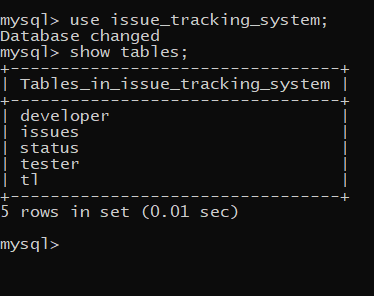 mysql> use issue_tracking_system;
Database changed
mysql> show tables;
+---------------------------------+
| Tables_in_issue_tracking_system |
+---------------------------------+
| developer                       |
| issues                          |
| status                          |
| tester                          |
| tl                              |
+---------------------------------+
5 rows in set (0.01 sec)
mysql>